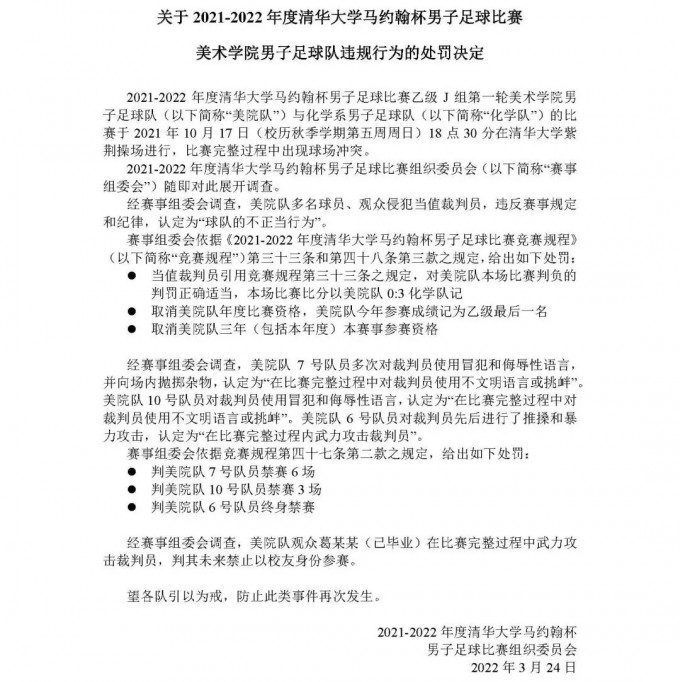 关于 2021-2022 年度清华大学马约翰杯男子足球比赛
美术学院男子足球队违规行为的处罚决定
2021-2022 年度清华大学马约翰杯男子足球比赛乙级 J 组第一轮美术学院男
子足球队（以下简称“美院队”）与化学系男子足球队（以下简称“化学队”）的比
赛于 2021 年 10 月 17 日（校历秋季学期第五周周日）18 点 30 分在清华大学紫
荆操场进行，比赛完整过程中出现球场冲突。
2021-2022 年度清华大学马约翰杯男子足球比赛组织委员会（以下简称“赛事
组委会”）随即对此展开调查。
经赛事组委会调查，美院队多名球员、观众侵犯当值裁判员，违反赛事规定
和纪律，认定为“球队的不正当行为”。
赛事组委会依据《2021-2022 年度清华大学马约翰杯男子足球比赛竞赛规程》
（以下简称“竞赛规程”）第三十三条和第四十八条第三款之规定，给出如下处罚：
● 当值裁判员引用竞赛规程第三十三条之规定，对美院队本场比赛判负的
判罚正确适当，本场比赛比分以美院队 0:3 化学队记
● 取消美院队年度比赛资格，美院队今年参赛成绩记为乙级最后一名
● 取消美院队三年（包括本年度）本赛事参赛资格
经赛事组委会调查，美院队 7 号队员多次对裁判员使用冒犯和侮辱性语言，
并向场内抛掷杂物，认定为“在比赛完整过程中对裁判员使用不文明语言或挑衅”。
美院队 10 号队员对裁判员使用冒犯和侮辱性语言，认定为“在比赛完整过程中对
裁判员使用不文明语言或挑衅”。美院队 6 号队员对裁判员先后进行了推搡和暴
力攻击，认定为“在比赛完整过程内武力攻击裁判员”。
赛事组委会依据竞赛规程第四十七条第二款之规定，给出如下处罚：
● 判美院队 7 号队员禁赛 6 场
● 判美院队 10 号队员禁赛 3 场
● 判美院队 6 号队员终身禁赛
经赛事组委会调查，美院队观众葛某某（已毕业）在比赛完整过程中武力攻
击裁判员，判其未来禁止以校友身份参赛。
望各队引以为戒，防止此类事件再次发生。
2021-2022 年度清华大学马约翰杯
男子足球比赛组织委员会
2022 年 3 月 24 日